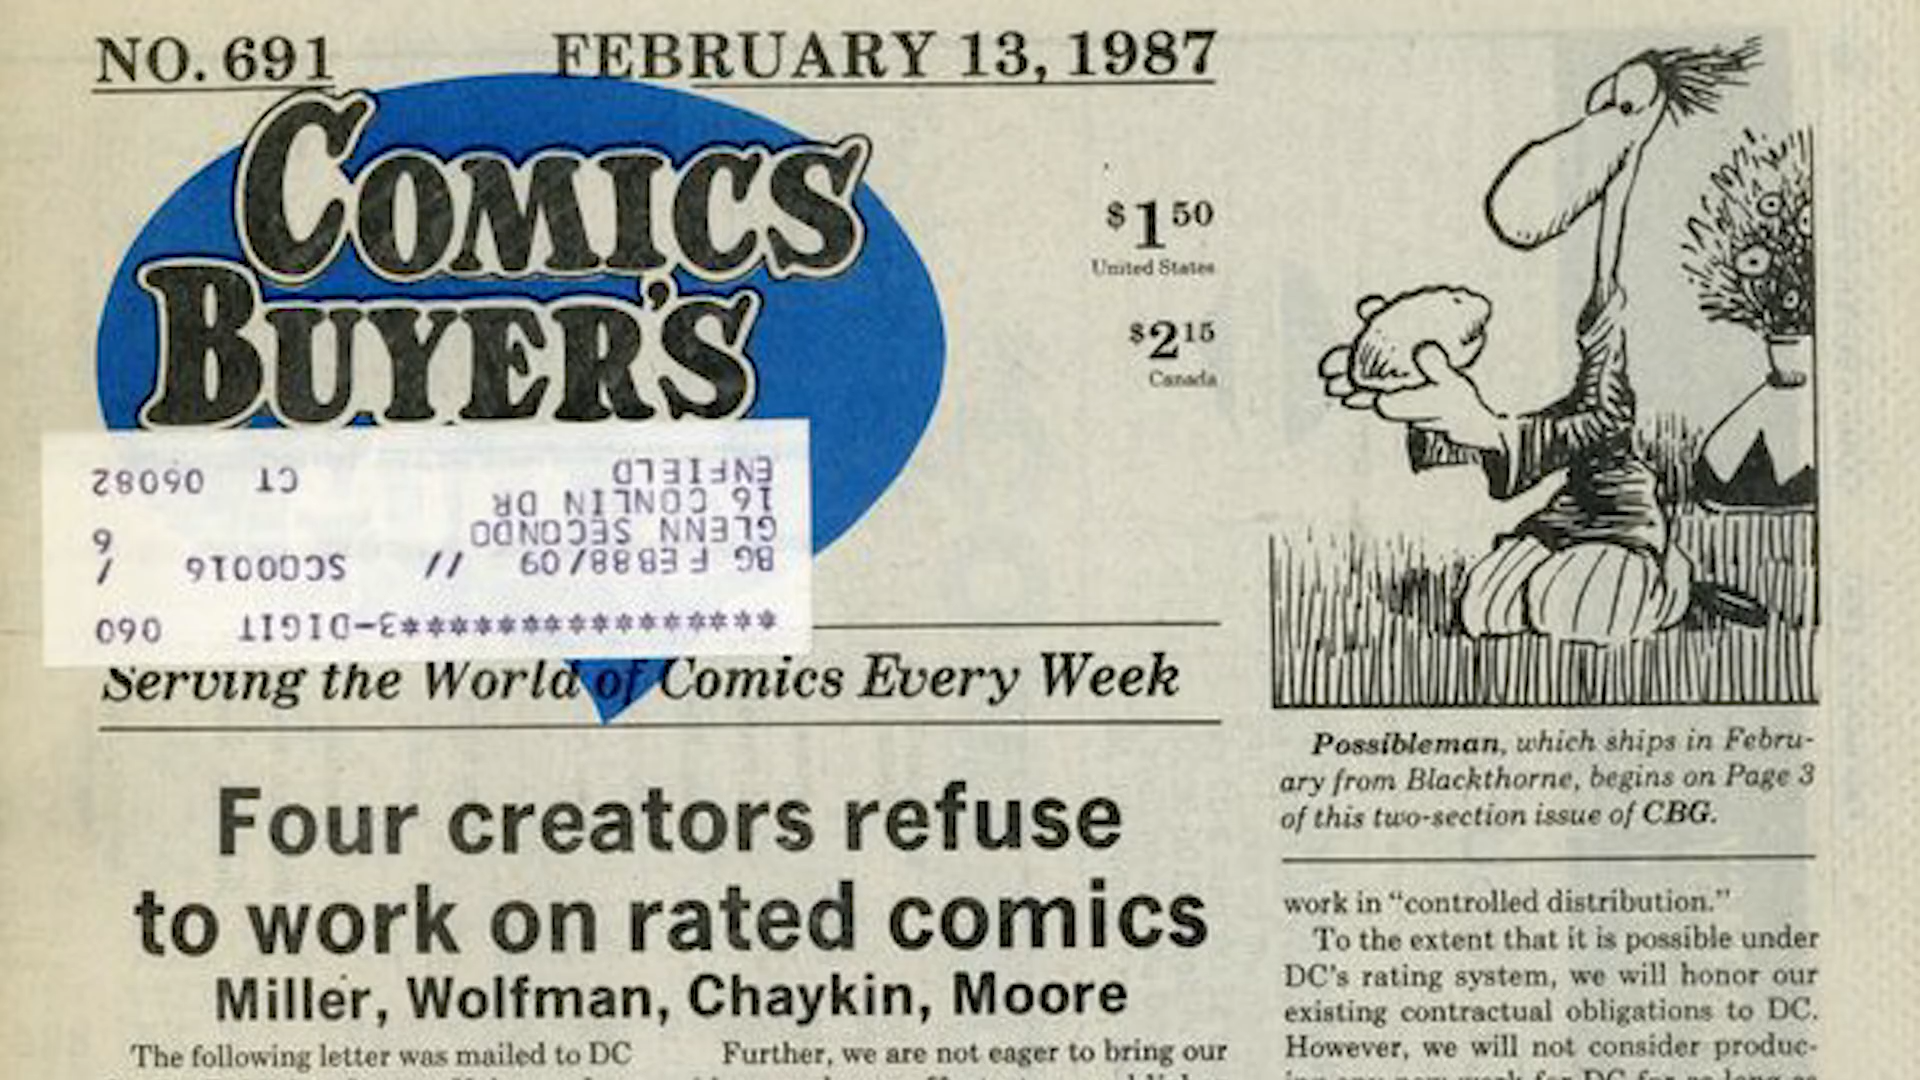 NO. 691
FEBRUARY 13, 1987
COMICS
BUYER'S
$1 50
United States
$2 15
Canada
******************3-DIGIT 060
BG FEB88/09 // SCO0016 /
GLENN SECONDO 6
16 CONLIN DR
ENFIELD CT 06082
Serving the World of Comics Every Week
Four creators refuse
to work on rated comics
Miller, Wolfman, Chaykin, Moore
The following letter was mailed to DC
Further, we are not eager to bring our
Possibleman, which ships in Febru-
ary from Blackthorne, begins on Page 3
of this two-section issue of CBG.
work in "controlled distribution."
To the extent that it is possible under
DC's rating system, we will honor our
existing contractual obligations to DC.
However, we will not consider produc-